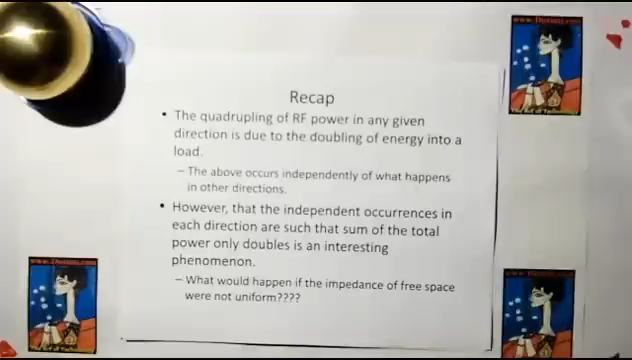 Recap
• The quadrupling of RF power in any given
direction is due to the doubling of energy into a
load.
– The above occurs independently of what happens
in other directions.
• However, that the independent occurrences in
each direction are such that sum of the total
power only doubles is an interesting
phenomenon.
– What would happen if the impedance of free space
were not uniform????